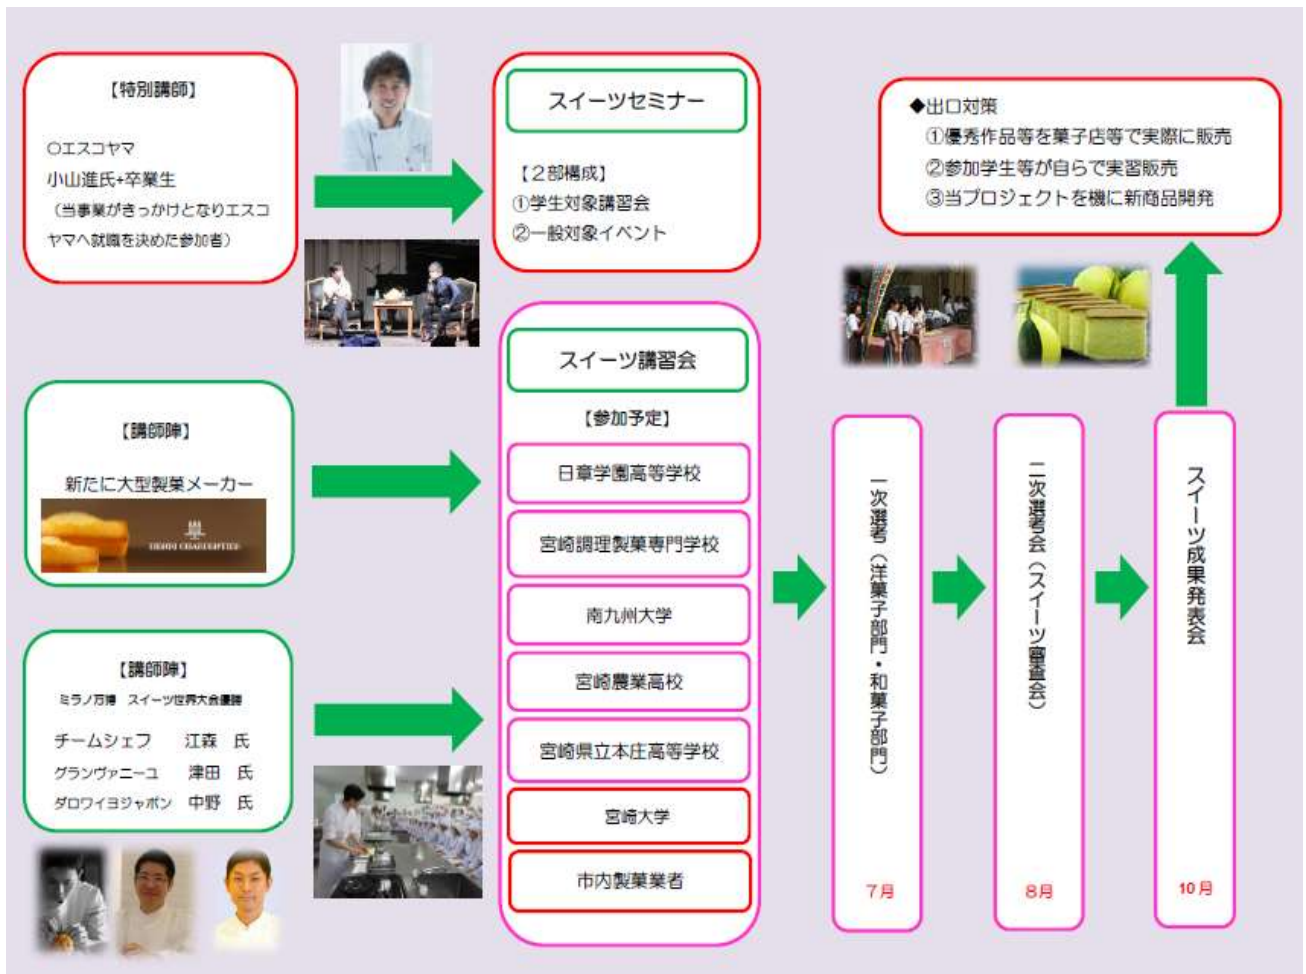 【特別講師】
〇エスコヤマ
小山進氏+卒業生
（当事業がきっかけとなりエスコ
ヤマへ就職を決めた参加者）
スイーツセミナー
【２部構成】
①学生対象講習会
②一般対象イベント
◆出口対策
①優秀作品等を菓子店等で実際に販売
②参加学生等が自らで実習販売
③当プロジェクトを機に新商品開発
【講師陣】
新たに大型製菓メーカー
HENRI CHARPENTIER
【講師陣】
ミラノ万博　スイーツ世界大会優勝
チームシェフ　江森　氏
グランヴァニーユ　津田　氏
ダロワイヨジャポン　中野　氏
スイーツ講習会
【参加予定】
日章学園高等学校
宮崎調理製菓専門学校
南九州大学
宮崎農業高校
宮崎県立本庄高等学校
宮崎大学
市内製菓業者
一次選考（洋菓子部門・和菓子部門）
７月
二次選考会（スイーツ審査会）
８月
スイーツ成果発表会
10月